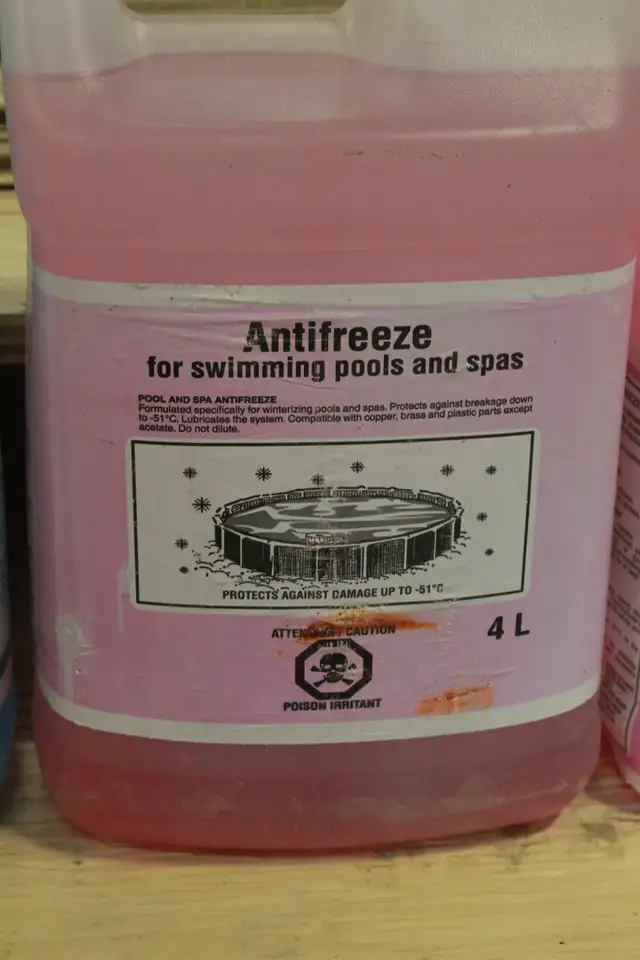 Antifreeze
for swimming pools and spas
POOL AND SPA ANTIFREEZE
Formulated specifically for winterizing pools and spas. Protects against breakage down
to -51°C. Lubricates the system. Compatible with copper, brass and plastic parts except
acetate. Do not dilute.
PROTECTS AGAINST DAMAGE UP TO -51°C
ATTENTION / CAUTION
4 L
POISON IRRITANT